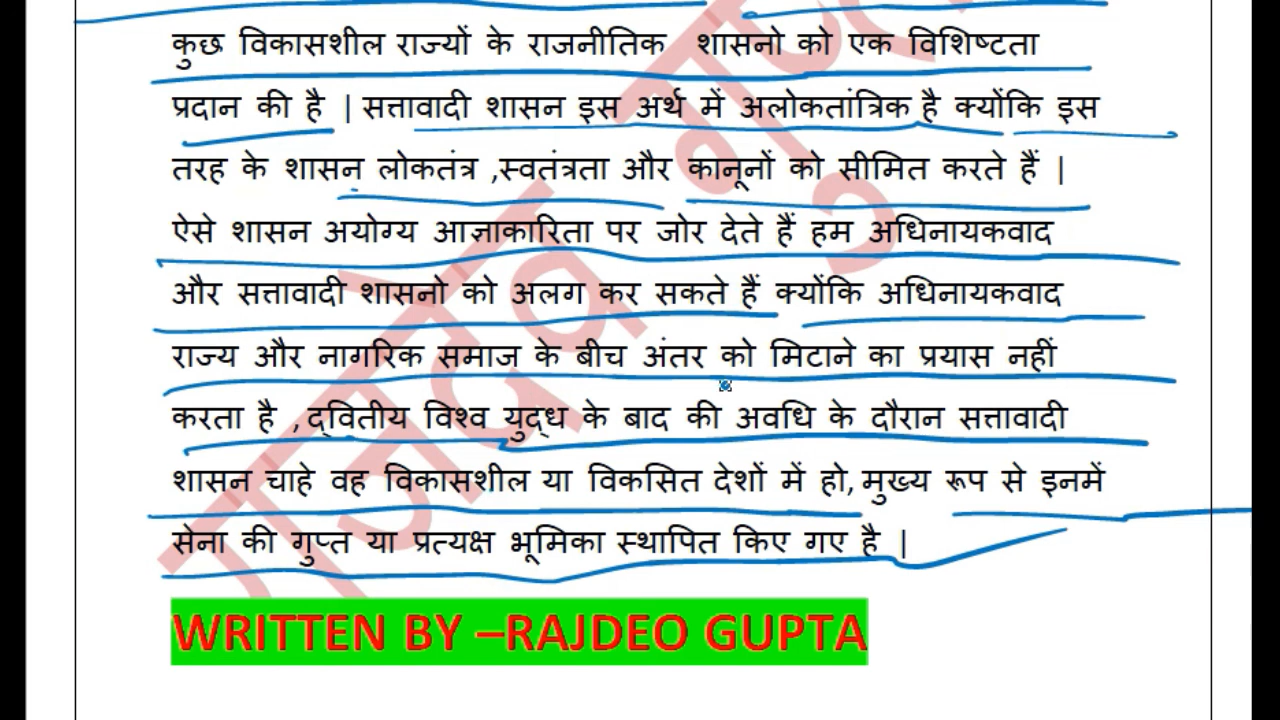 कुछ विकासशील राज्यों के राजनीतिक शासनो को एक विशिष्टता
प्रदान की है | सत्तावादी शासन इस अर्थ में अलोकतांत्रिक है क्योंकि इस
तरह के शासन लोकतंत्र ,स्वतंत्रता और कानूनों को सीमित करते हैं |
ऐसे शासन अयोग्य आज्ञाकारिता पर जोर देते हैं हम अधिनायकवाद
और सत्तावादी शासनो को अलग कर सकते हैं क्योंकि अधिनायकवाद
राज्य और नागरिक समाज के बीच अंतर को मिटाने का प्रयास नहीं
करता है ,द्वितीय विश्व युद्ध के बाद की अवधि के दौरान सत्तावादी
शासन चाहे वह विकासशील या विकसित देशों में हो, मुख्य रूप से इनमें
सेना की गुप्त या प्रत्यक्ष भूमिका स्थापित किए गए है |
WRITTEN BY –RAJDEO GUPTA